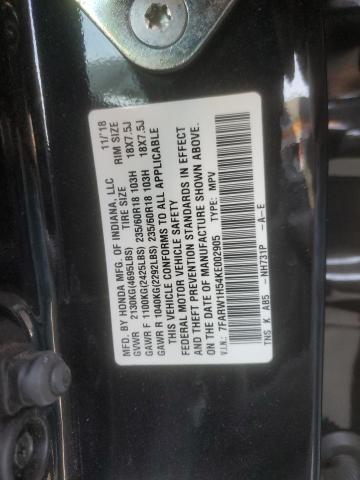 MFD. BY HONDA MFG. OF INDIANA, LLC 11/'18
TIRE SIZE RIM SIZE
GVWR 2130KG(4695LBS)
GAWR F 1100KG(2425LBS) 235/60R18 103H 18X7.5J
GAWR R 1040KG(2292LBS) 235/60R18 103H 18X7.5J
THIS VEHICLE CONFORMS TO ALL APPLICABLE
FEDERAL MOTOR VEHICLE SAFETY
AND THEFT PREVENTION STANDARDS IN EFFECT
ON THE DATE OF MANUFACTURE SHOWN ABOVE.
V.I.N.: 7FARW1H54KE002905 TYPE: MPV
TNS K AB5 -NH731P -A-E